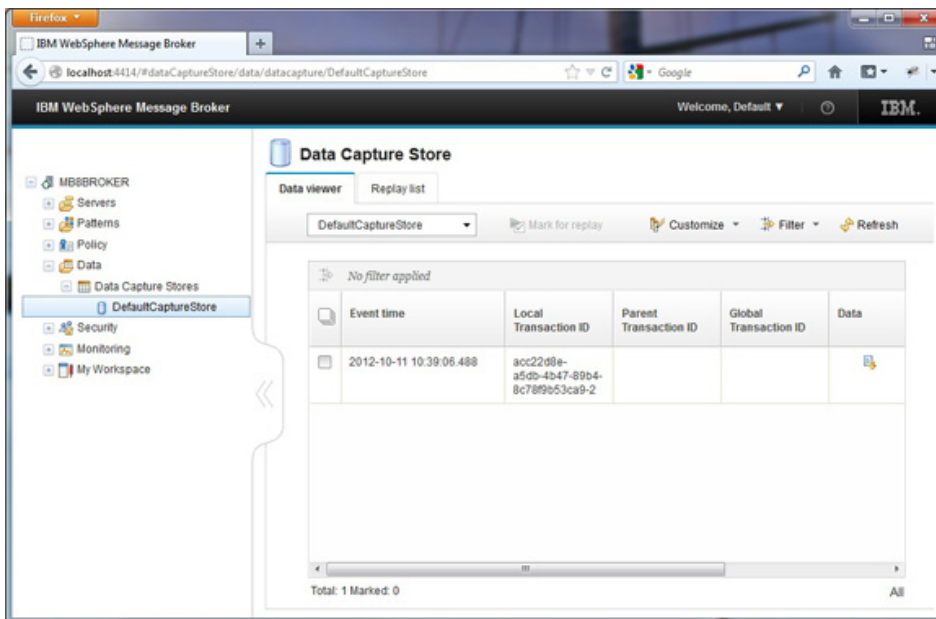 Firefox
IBM WebSphere Message Broker
localhost:4414/#dataCaptureStore/data/datacapture/DefaultCaptureStore
Google
IBM WebSphere Message Broker
Welcome, Default
IBM.
MB8BROKER
Servers
Patterns
Policy
Data
Data Capture Stores
DefaultCaptureStore
Security
Monitoring
My Workspace
Data Capture Store
Data viewer Replay list
DefaultCaptureStore Mark for replay Customize Filter Refresh
No filter applied
Event time Local Transaction ID Parent Transaction ID Global Transaction ID Data
2012-10-11 10:39:06.488
acc22d8e-
a5db-4b47-89b4-
8c78f9b53ca9-2
Total: 1 Marked: 0
All